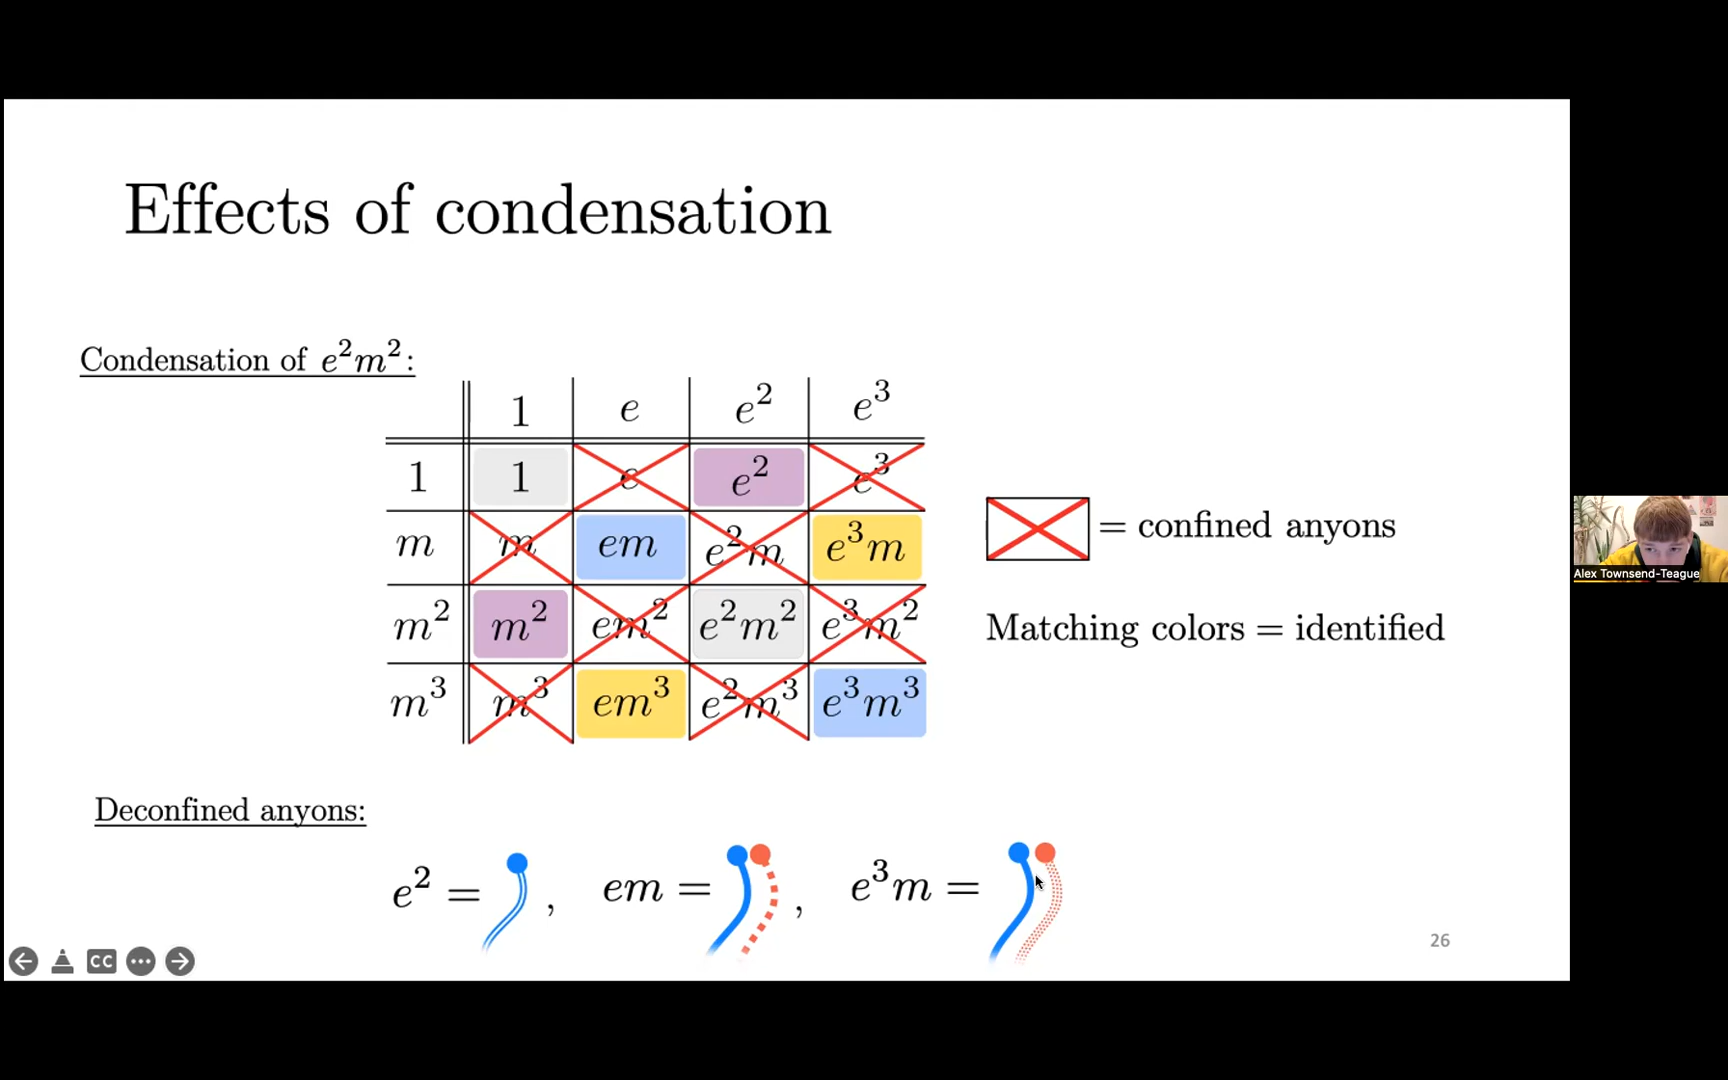 Effects of condensation
Condensation of e²m²:
1 e e² e³
1 1 e e² e³
m m em e²m e³m
m² m² em² e²m² e³m²
m³ m³ em³ e²m³ e³m³
= confined anyons
Matching colors = identified
Alex Townsend-Teague
Deconfined anyons:
e² = , em = , e³m =
26
CC